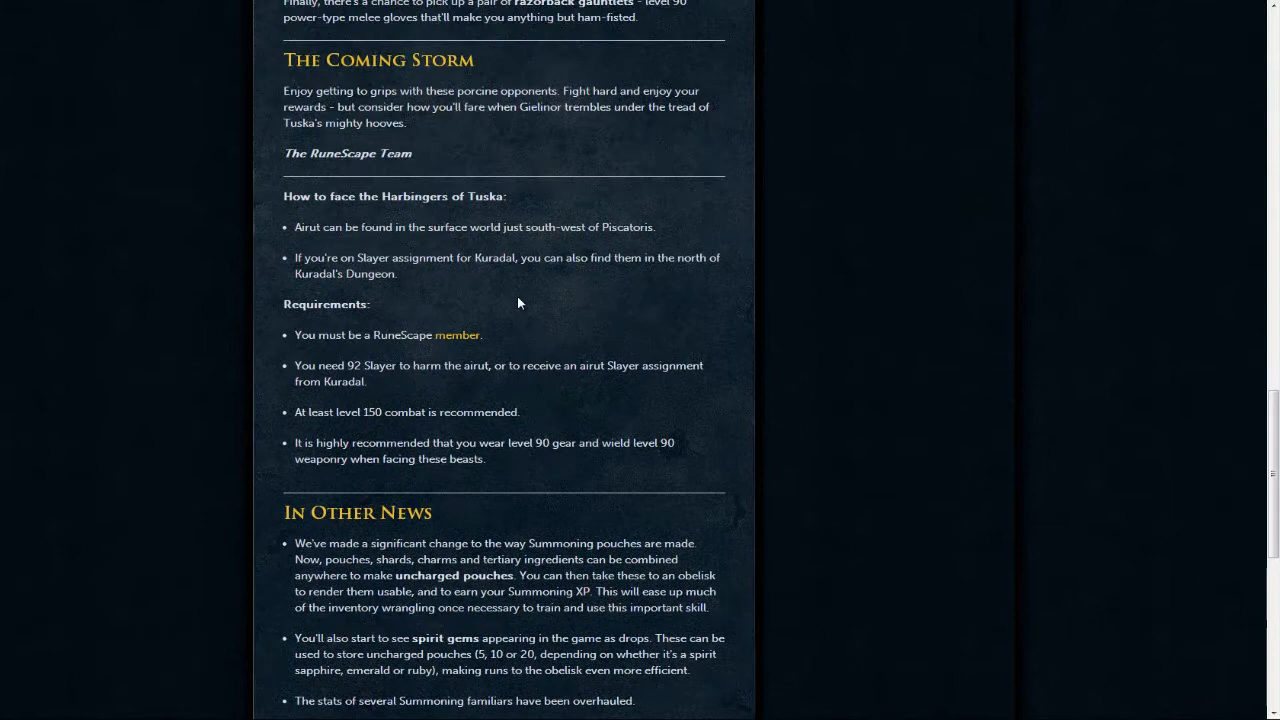 Finally, there's a chance to pick up a pair of razorback gauntlets - level 90
power-type melee gloves that'll make you anything but ham-fisted.
The Coming Storm
Enjoy getting to grips with these porcine opponents. Fight hard and enjoy your
rewards - but consider how you'll fare when Gielinor trembles under the tread of
Tuska's mighty hooves.
The RuneScape Team
How to face the Harbingers of Tuska:
• Airut can be found in the surface world just south-west of Piscatoris.
• If you're on Slayer assignment for Kuradal, you can also find them in the north of
Kuradal's Dungeon.
Requirements:
• You must be a RuneScape member.
• You need 92 Slayer to harm the airut, or to receive an airut Slayer assignment
from Kuradal.
• At least level 150 combat is recommended.
• It is highly recommended that you wear level 90 gear and wield level 90
weaponry when facing these beasts.
In Other News
• We've made a significant change to the way Summoning pouches are made.
Now, pouches, shards, charms and tertiary ingredients can be combined
anywhere to make uncharged pouches. You can then take these to an obelisk
to render them usable, and to earn your Summoning XP. This will ease up much
of the inventory wrangling once necessary to train and use this important skill.
• You'll also start to see spirit gems appearing in the game as drops. These can be
used to store uncharged pouches (5, 10 or 20, depending on whether it's a spirit
sapphire, emerald or ruby), making runs to the obelisk even more efficient.
• The stats of several Summoning familiars have been overhauled.